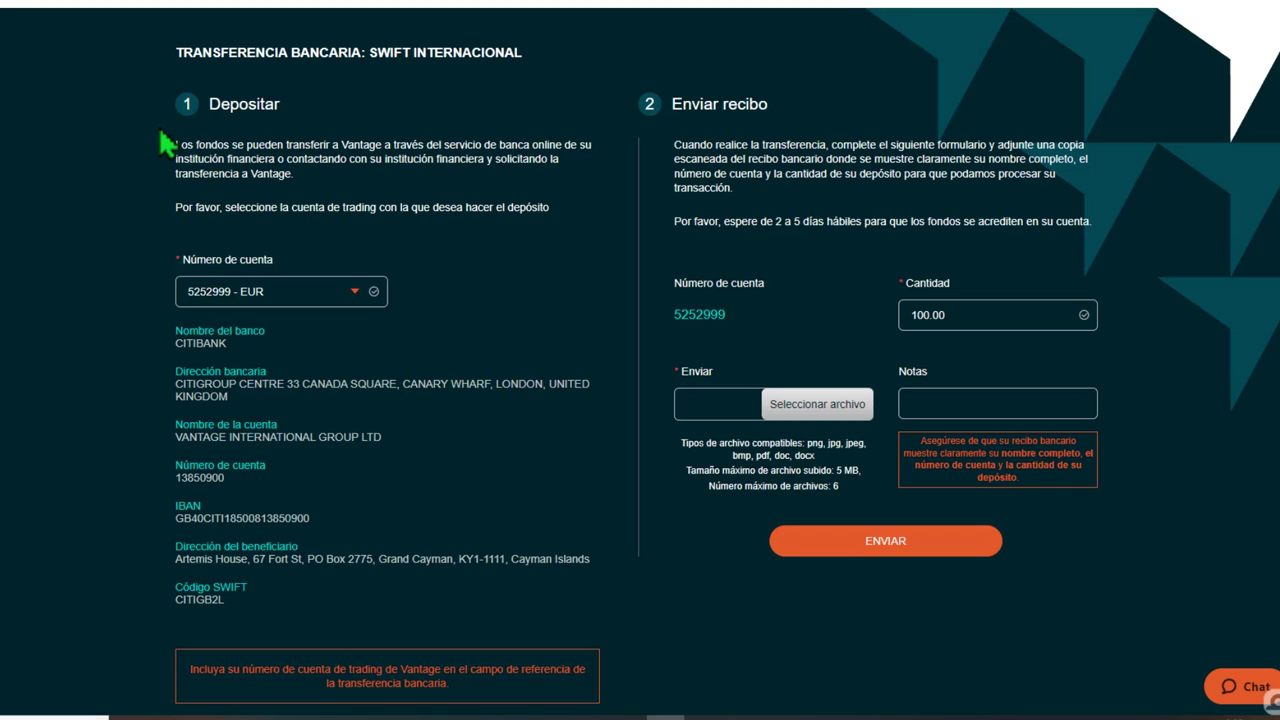 TRANSFERENCIA BANCARIA: SWIFT INTERNACIONAL
1 Depositar
os fondos se pueden transferir a Vantage a través del servicio de banca online de su
institución financiera o contactando con su institución financiera y solicitando la
transferencia a Vantage.
Por favor, seleccione la cuenta de trading con la que desea hacer el depósito
* Número de cuenta
5252999 - EUR
Nombre del banco
CITIBANK
Dirección bancaria
CITIGROUP CENTRE 33 CANADA SQUARE, CANARY WHARF, LONDON, UNITED
KINGDOM
Nombre de la cuenta
VANTAGE INTERNATIONAL GROUP LTD
Número de cuenta
13850900
IBAN
GB40CITI18500813850900
Dirección del beneficiario
Artemis House, 67 Fort St, PO Box 2775, Grand Cayman, KY1-1111, Cayman Islands
Código SWIFT
CITIGB2L
Incluya su número de cuenta de trading de Vantage en el campo de referencia de
la transferencia bancaria.
2 Enviar recibo
Cuando realice la transferencia, complete el siguiente formulario y adjunte una copia
escaneada del recibo bancario donde se muestre claramente su nombre completo, el
número de cuenta y la cantidad de su depósito para que podamos procesar su
transacción.
Por favor, espere de 2 a 5 días hábiles para que los fondos se acrediten en su cuenta.
Número de cuenta
5252999
* Cantidad
100.00
* Enviar
Seleccionar archivo
Tipos de archivo compatibles: png, jpg, jpeg,
bmp, pdf, doc, docx
Tamaño máximo de archivo subido: 5 MB,
Número máximo de archivos: 6
Notas
Asegúrese de que su recibo bancario
muestre claramente su nombre completo, el
número de cuenta y la cantidad de su
depósito.
ENVIAR
Chat